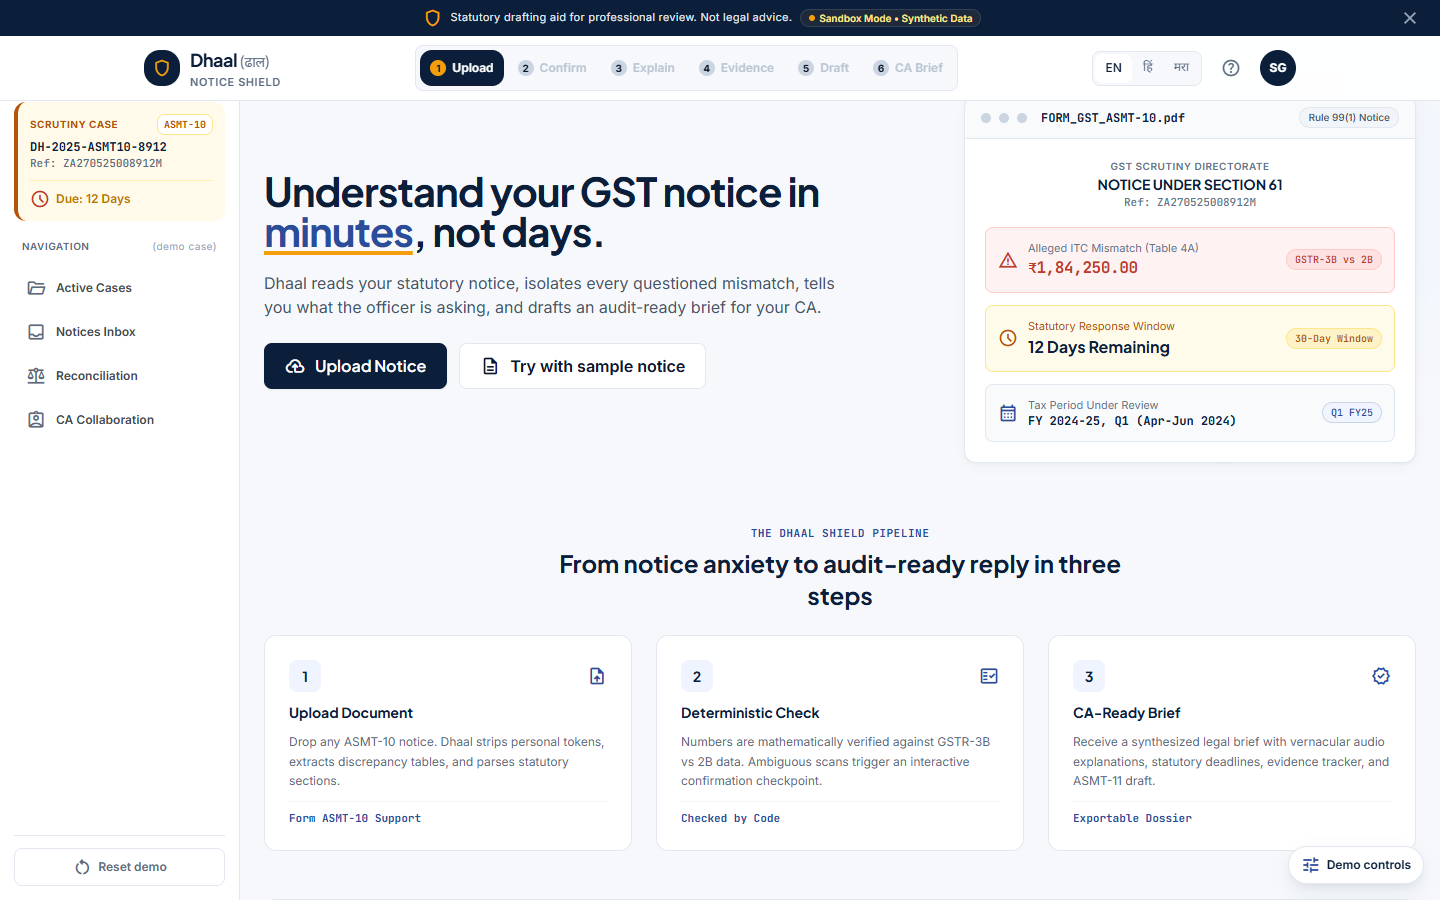 Statutory drafting aid for professional review. Not legal advice.
Sandbox Mode • Synthetic Data
Dhaal (ढाल)
NOTICE SHIELD
1 Upload
2 Confirm
3 Explain
4 Evidence
5 Draft
6 CA Brief
EN
हिं
मरा
SG
SCRUTINY CASE
ASMT-10
DH-2025-ASMT10-8912
Ref: ZA270525008912M
Due: 12 Days
NAVIGATION
(demo case)
Active Cases
Notices Inbox
Reconciliation
CA Collaboration
Reset demo
Understand your GST notice in
minutes, not days.
Dhaal reads your statutory notice, isolates every questioned mismatch, tells
you what the officer is asking, and drafts an audit-ready brief for your CA.
Upload Notice
Try with sample notice
FORM_GST_ASMT-10.pdf
Rule 99(1) Notice
GST SCRUTINY DIRECTORATE
NOTICE UNDER SECTION 61
Ref: ZA270525008912M
Alleged ITC Mismatch (Table 4A)
₹1,84,250.00
GSTR-3B vs 2B
Statutory Response Window
12 Days Remaining
30-Day Window
Tax Period Under Review
FY 2024-25, Q1 (Apr-Jun 2024)
Q1 FY25
THE DHAAL SHIELD PIPELINE
From notice anxiety to audit-ready reply in three
steps
1
Upload Document
Drop any ASMT-10 notice. Dhaal strips personal tokens,
extracts discrepancy tables, and parses statutory
sections.
Form ASMT-10 Support
2
Deterministic Check
Numbers are mathematically verified against GSTR-3B
vs 2B data. Ambiguous scans trigger an interactive
confirmation checkpoint.
Checked by Code
3
CA-Ready Brief
Receive a synthesized legal brief with vernacular audio
explanations, statutory deadlines, evidence tracker, and
ASMT-11 draft.
Exportable Dossier
Demo controls